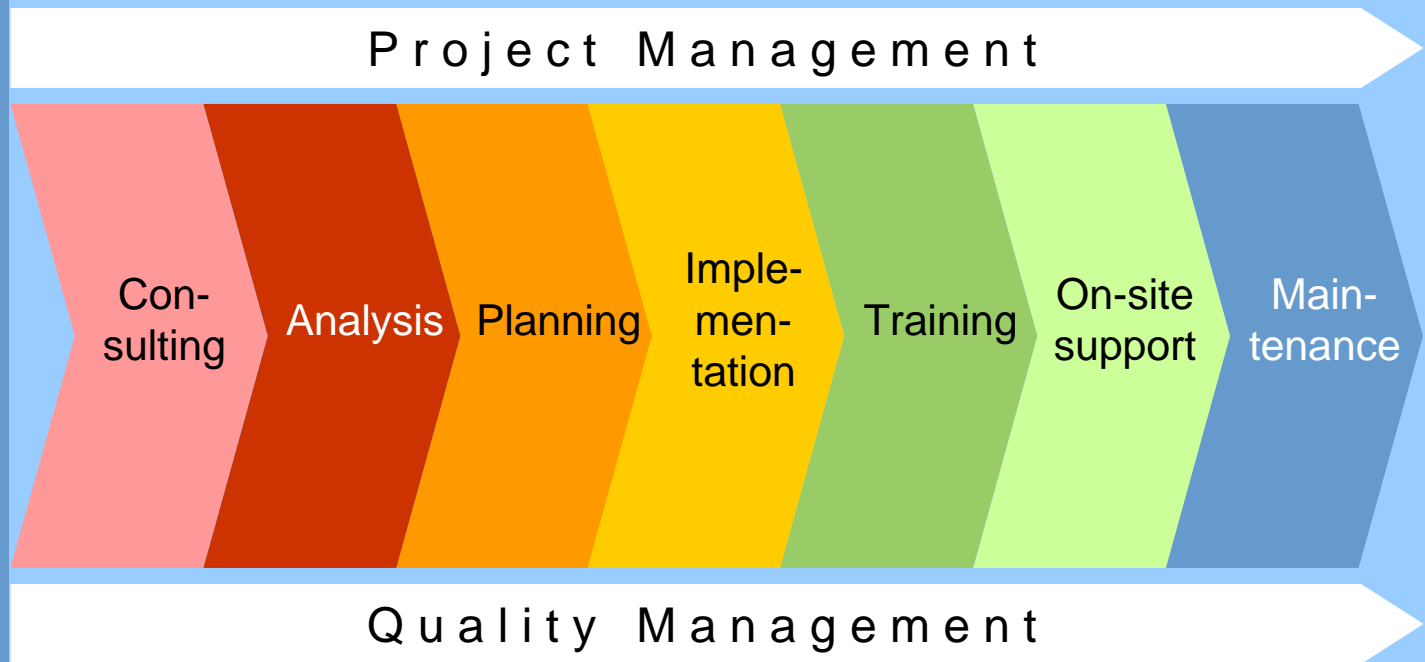 Project Management
Con-
sulting
Analysis
Planning
Imple-
men-
tation
Training
On-site
support
Main-
tenance
Quality Management